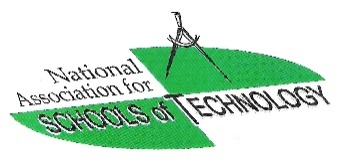 National
Association for
SCHOOLS of TECHNOLOGY